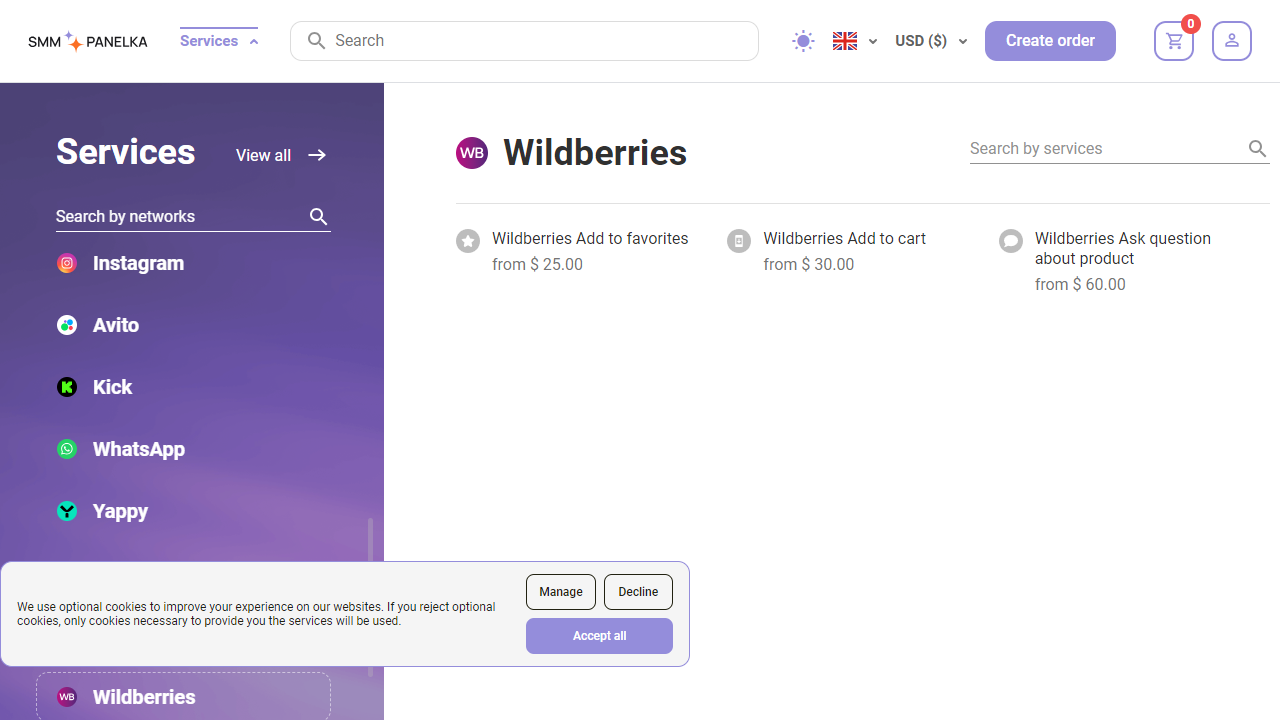 SMM PANELKA
Services
Search
USD ($)
Create order
0
Services
View all
Search by networks
Instagram
Avito
Kick
WhatsApp
Yappy
WB Wildberries
WB Wildberries
Search by services
Wildberries Add to favorites
from $ 25.00
Wildberries Add to cart
from $ 30.00
Wildberries Ask question
about product
from $ 60.00
We use optional cookies to improve your experience on our websites. If you reject optional
cookies, only cookies necessary to provide you the services will be used.
Manage
Decline
Accept all